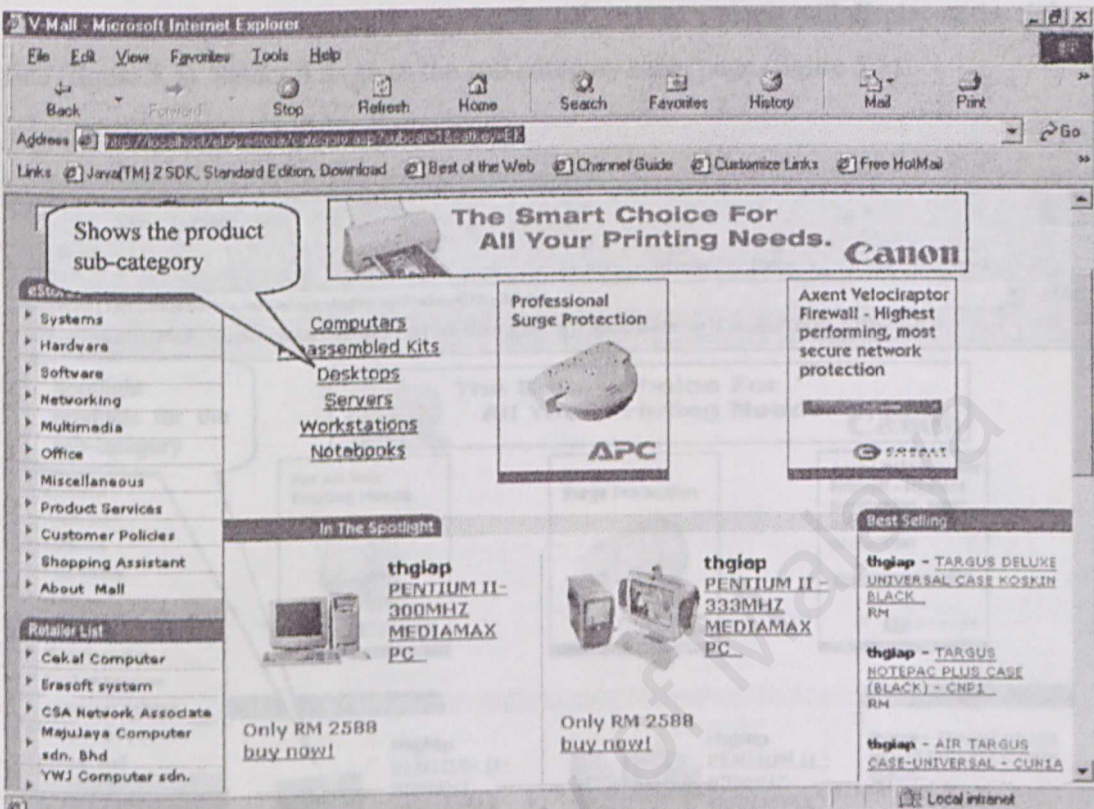 V-Mall - Microsoft Internet Explorer
File Edit View Favorites Tools Help
Back Forward Stop Refresh Home Search Favorites History Mail Print
Address Go
Links Java(TM) 2 SDK, Standard Edition, Download Best of the Web Channel Guide Customize Links Free HotMail
Shows the product
sub-category
The Smart Choice For
All Your Printing Needs.
Canon
Systems
Hardware
Software
Networking
Multimedia
Office
Miscellaneous
Product Services
Customer Policies
Shopping Assistant
About Mall
Retailer List
Cekal Computer
Erasoft system
CSA Network Associate
MajuJaya Computer
sdn. Bhd
YWJ Computer sdn.
Computers
assembled Kits
Desktops
Servers
Workstations
Notebooks
Professional
Surge Protection
APC
Axent Velociraptor
Firewall - Highest
performing, most
secure network
protection
COBALT
In The Spotlight
thgiap
PENTIUM II-
300MHZ
MEDIAMAX
PC
Only RM 2588
buy now!
thgiap
PENTIUM II -
333MHZ
MEDIAMAX
PC
Only RM 2588
buy now!
Best Selling
thgiap - TARGUS DELUXE
UNIVERSAL CASE KOSKIN
BLACK
RM
thgiap - TARGUS
NOTEPAC PLUS CASE
(BLACK) - CNP1
RM
thgiap - AIR TARGUS
CASE-UNIVERSAL - CUN1A
Local intranet
of Malaya